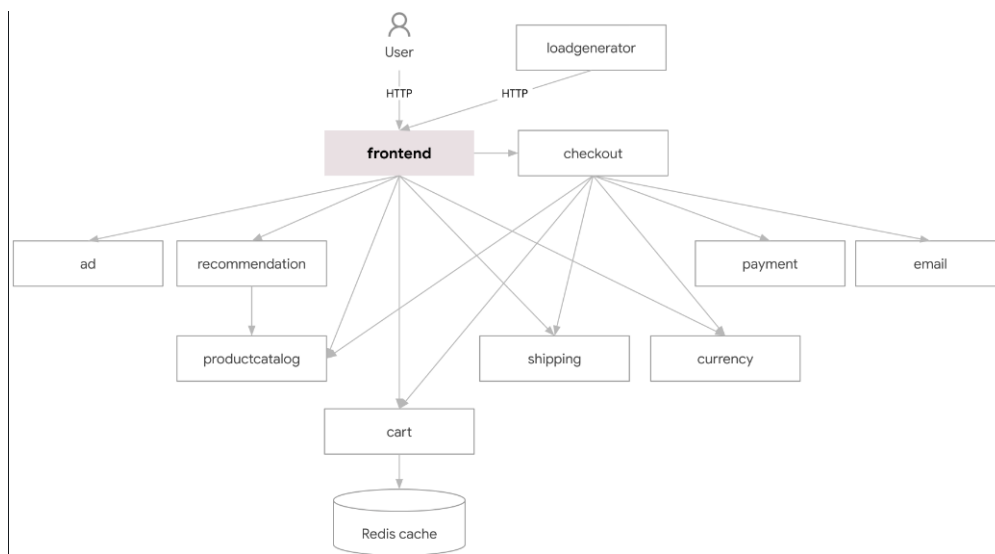 User
loadgenerator
HTTP
HTTP
frontend
checkout
ad
recommendation
payment
email
productcatalog
shipping
currency
cart
Redis cache